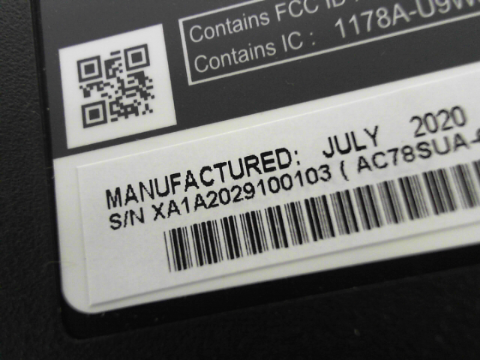 Contains FCC ID
Contains IC : 1178A-U9W
MANUFACTURED: JULY 2020
S/N XA1A2029100103 ( AC78SUA-